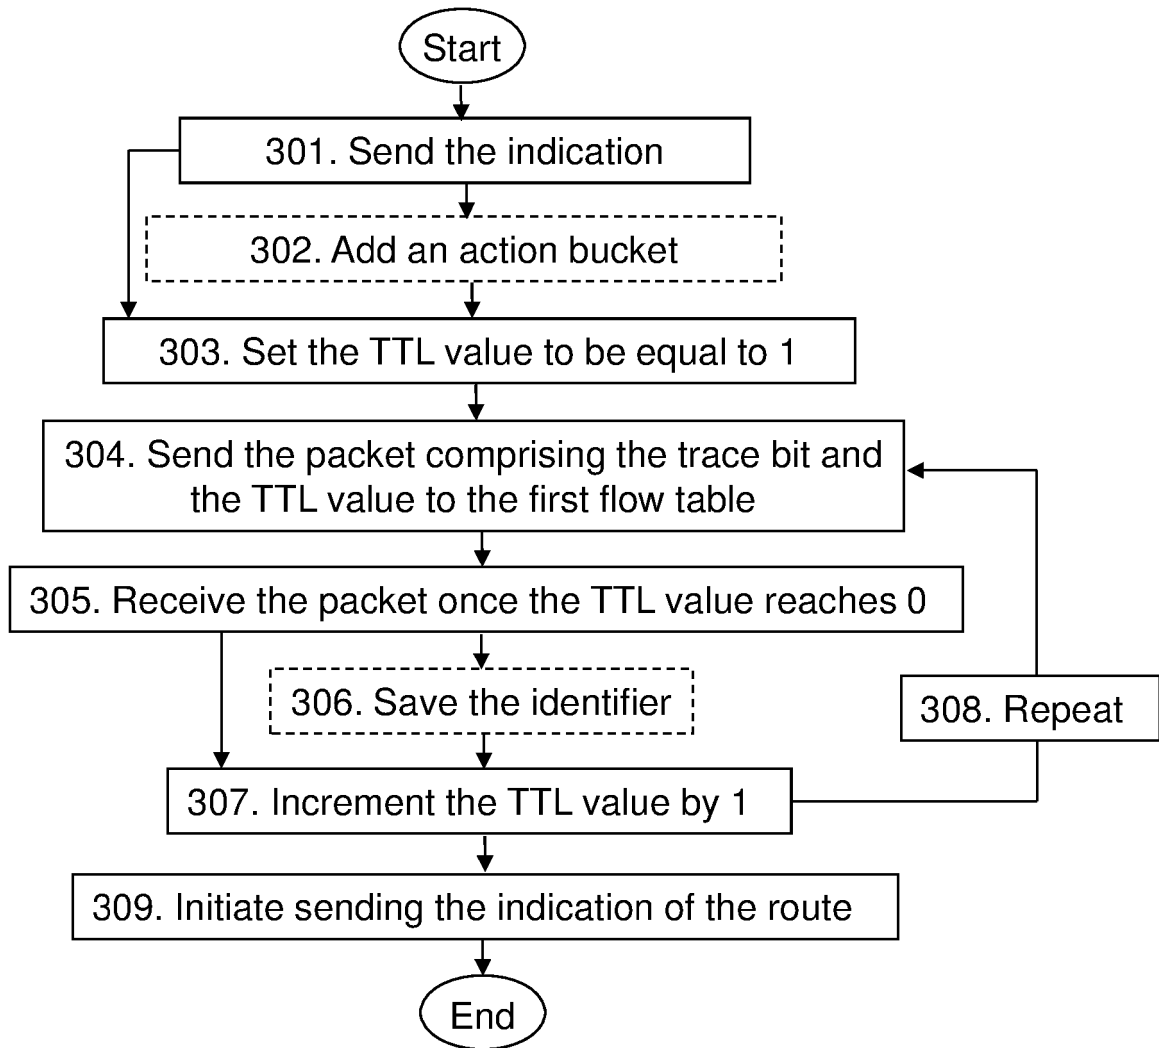 Start
301. Send the indication
302. Add an action bucket
303. Set the TTL value to be equal to 1
304. Send the packet comprising the trace bit and
the TTL value to the first flow table
305. Receive the packet once the TTL value reaches 0
306. Save the identifier
308. Repeat
307. Increment the TTL value by 1
309. Initiate sending the indication of the route
End